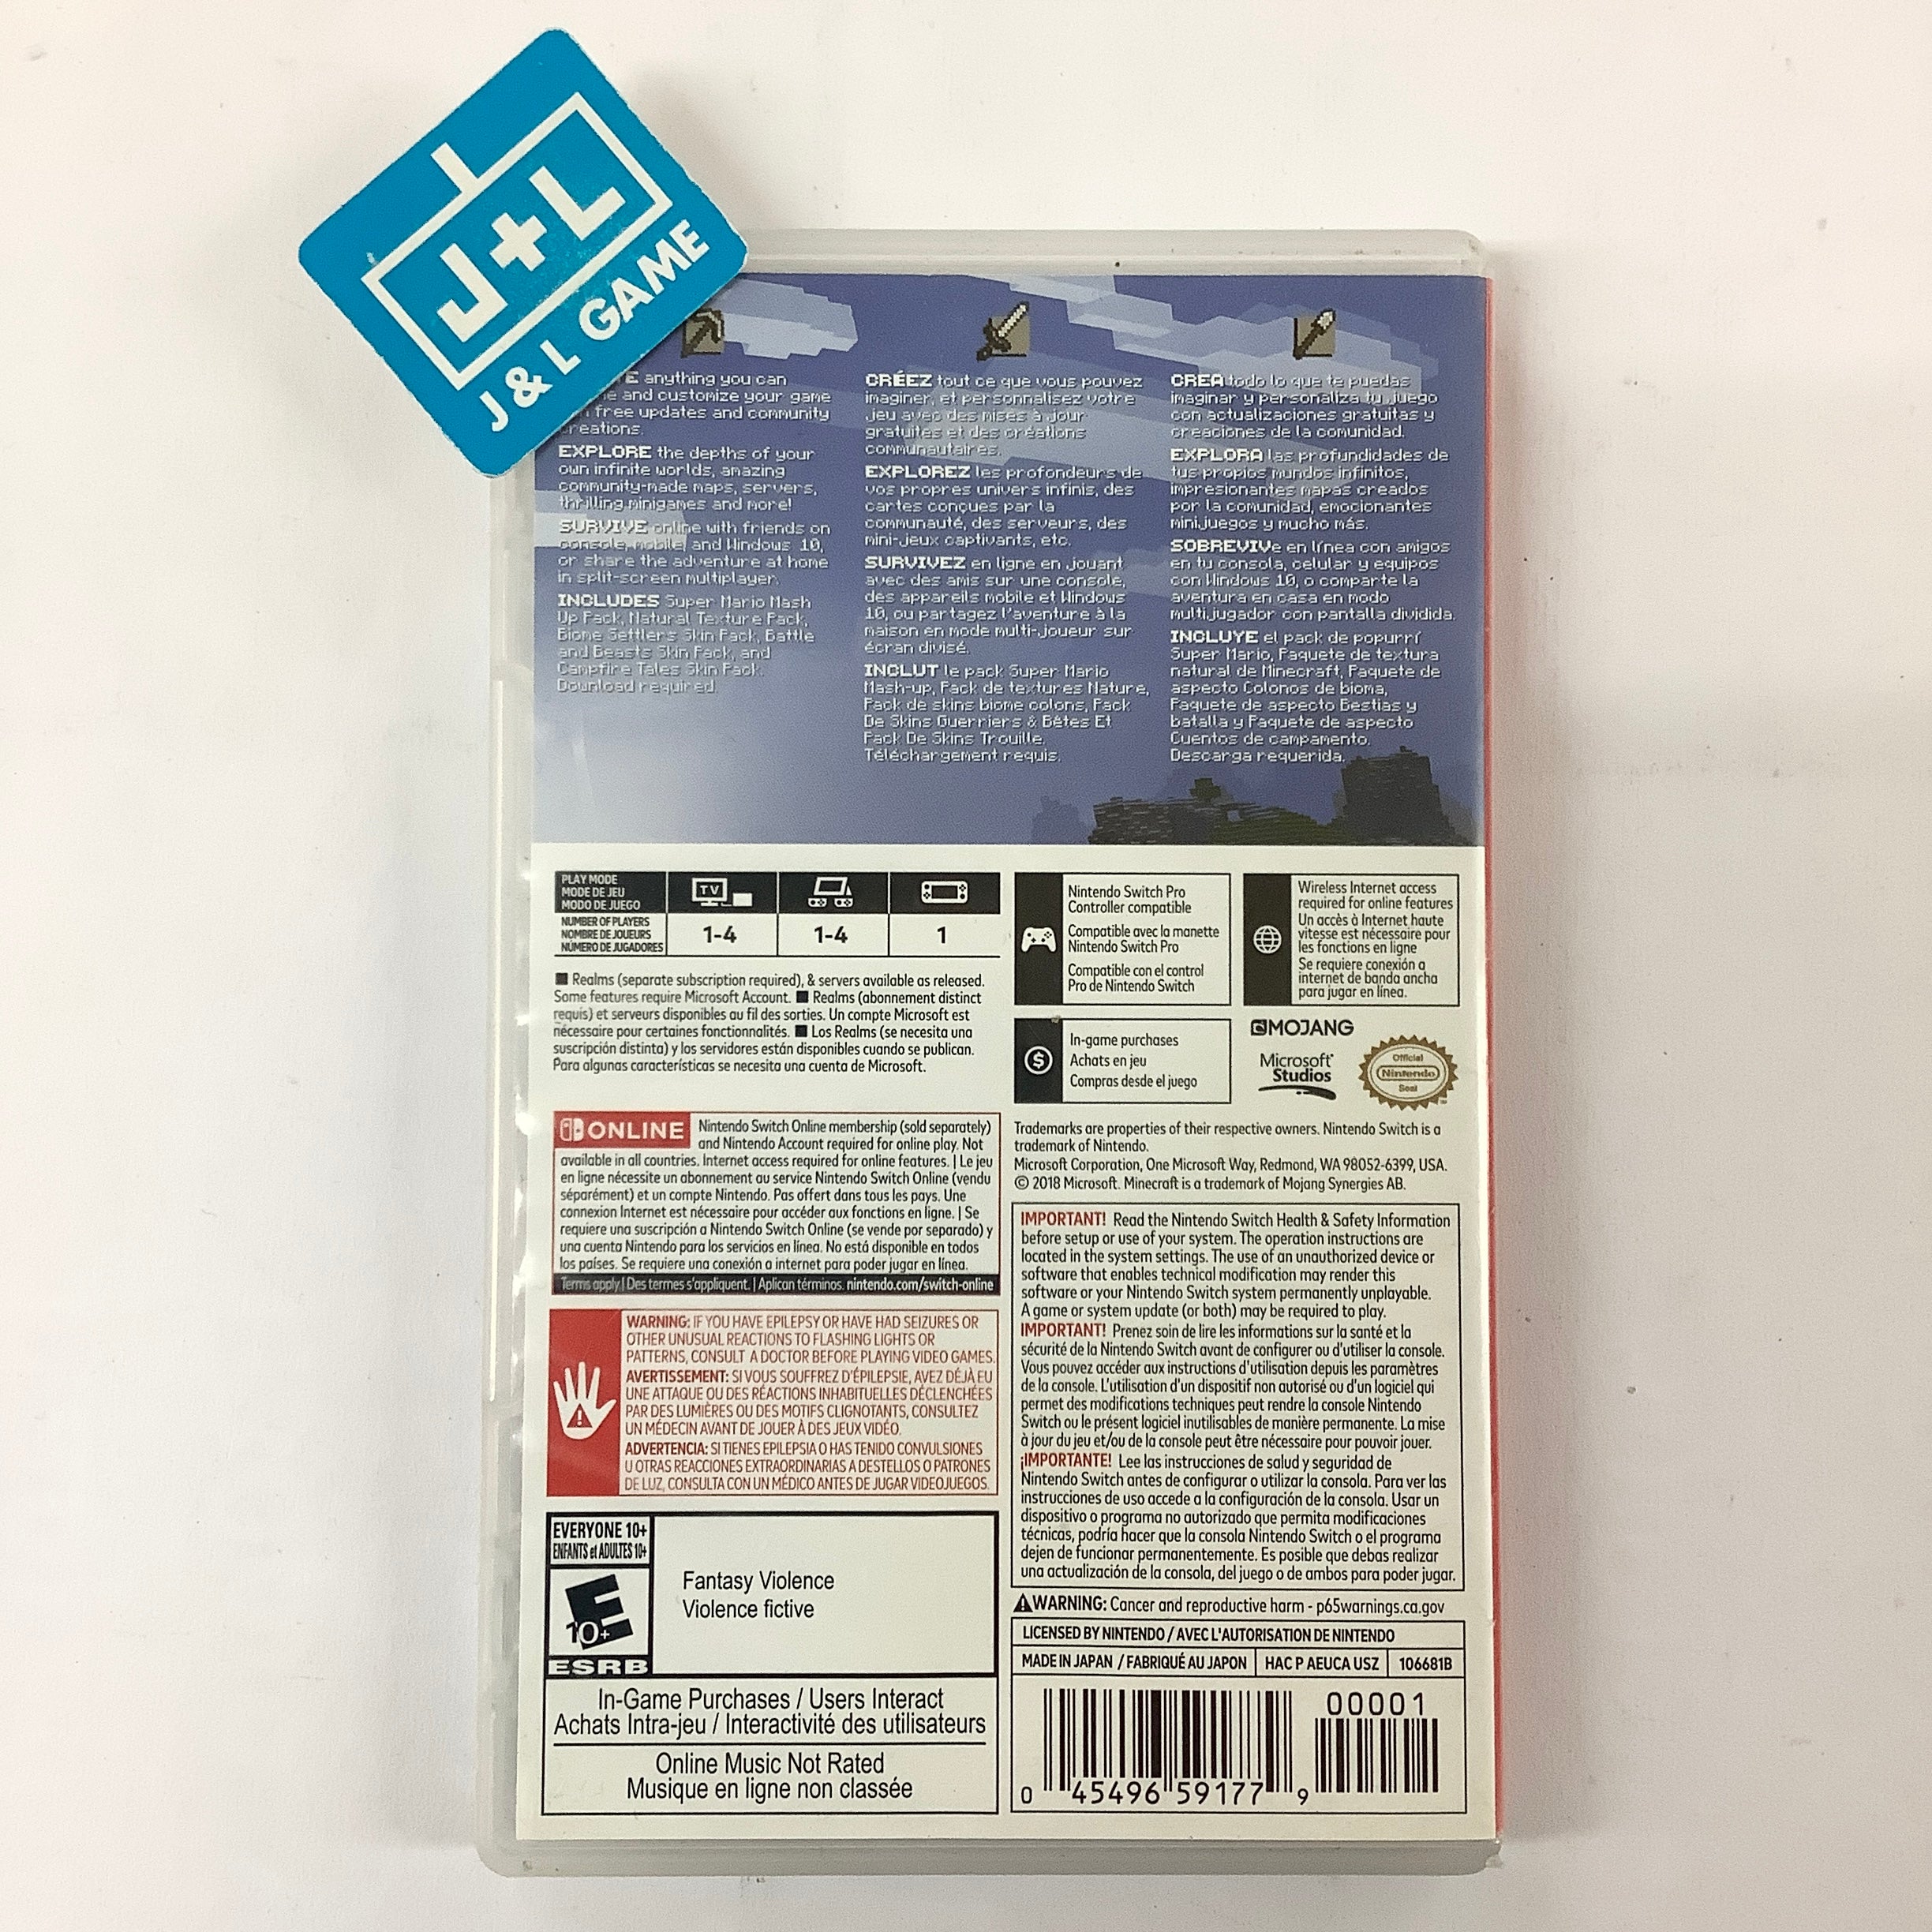 J+L
J & L GAME
E anything you can
ne and customize your game
free updates and community
creations.
EXPLORE the depths of your
own infinite worlds, amazing
community-made maps, servers,
thrilling minigames and more!
SURVIVE online with friends on
console, mobile, and Windows 10,
or share the adventure at home
in split-screen multiplayer.
INCLUDES Super Mario Mash
Up Pack, Natural Texture Pack,
Biome Settlers Skin Pack, Battle
and Beasts Skin Pack, and
Campfire Tales Skin Pack.
Download required.
CRÉEZ tout ce que vous pouvez
imaginer, et personnalisez votre
jeu avec des mises à jour
gratuites et des créations
communautaires.
EXPLOREZ les profondeurs de
vos propres univers infinis, des
cartes conçues par la
communauté, des serveurs, des
mini-jeux captivants, etc.
SURVIVEZ en ligne en jouant
avec des amis sur une console,
des appareils mobile et Windows
10, ou partagez l'aventure à la
maison en mode multi-joueur sur
écran divisé.
INCLUT le pack Super Mario
Mash-up, Pack de textures Nature,
Pack de skins biome colons, Pack
De Skins Guerriers & Bêtes Et
Pack De Skins Trouille.
Téléchargement requis.
CREA todo lo que te puedas
imaginar y personaliza tu juego
con actualizaciones gratuitas y
creaciones de la comunidad.
EXPLORA las profundidades de
tus propios mundos infinitos,
impresionantes mapas creados
por la comunidad, emocionantes
minijuegos y mucho más.
SOBREVIVe en línea con amigos
en tu consola, celular y equipos
con Windows 10, o comparte la
aventura en casa en modo
multijugador con pantalla dividida.
INCLUYE el pack de popurrí
Super Mario, Paquete de textura
natural de Minecraft, Paquete de
aspecto Colonos de bioma,
Paquete de aspecto Bestias y
batalla y Paquete de aspecto
Cuentos de campamento.
Descarga requerida.
PLAY MODE
MODE DE JEU
MODO DE JUEGO
TV
NUMBER OF PLAYERS
NOMBRE DE JOUEURS
NÚMERO DE JUGADORES
1-4 1-4 1
■ Realms (separate subscription required), & servers available as released.
Some features require Microsoft Account. ■ Realms (abonnement distinct
requis) et serveurs disponibles au fil des sorties. Un compte Microsoft est
nécessaire pour certaines fonctionnalités. ■ Los Realms (se necesita una
suscripción distinta) y los servidores están disponibles cuando se publican.
Para algunas características se necesita una cuenta de Microsoft.
Nintendo Switch Pro
Controller compatible
Compatible avec la manette
Nintendo Switch Pro
Compatible con el control
Pro de Nintendo Switch
Wireless Internet access
required for online features
Un accès à Internet haute
vitesse est nécessaire pour
les fonctions en ligne
Se requiere conexión a
internet de banda ancha
para jugar en línea.
$
In-game purchases
Achats en jeu
Compras desde el juego
MOJANG
Microsoft
Studios
Official
Nintendo
Seal
ONLINE
Nintendo Switch Online membership (sold separately)
and Nintendo Account required for online play. Not
available in all countries. Internet access required for online features. | Le jeu
en ligne nécessite un abonnement au service Nintendo Switch Online (vendu
séparément) et un compte Nintendo. Pas offert dans tous les pays. Une
connexion Internet est nécessaire pour accéder aux fonctions en ligne. | Se
requiere una suscripción a Nintendo Switch Online (se vende por separado) y
una cuenta Nintendo para los servicios en línea. No está disponible en todos
los países. Se requiere una conexión a internet para poder jugar en línea.
Terms apply | Des termes s'appliquent. | Aplican términos. nintendo.com/switch-online
Trademarks are properties of their respective owners. Nintendo Switch is a
trademark of Nintendo.
Microsoft Corporation, One Microsoft Way, Redmond, WA 98052-6399, USA.
© 2018 Microsoft. Minecraft is a trademark of Mojang Synergies AB.
WARNING: IF YOU HAVE EPILEPSY OR HAVE HAD SEIZURES OR
OTHER UNUSUAL REACTIONS TO FLASHING LIGHTS OR
PATTERNS, CONSULT A DOCTOR BEFORE PLAYING VIDEO GAMES.
AVERTISSEMENT: SI VOUS SOUFFREZ D'ÉPILEPSIE, AVEZ DÉJÀ EU
UNE ATTAQUE OU DES RÉACTIONS INHABITUELLES DÉCLENCHÉES
PAR DES LUMIÈRES OU DES MOTIFS CLIGNOTANTS, CONSULTEZ
UN MÉDECIN AVANT DE JOUER À DES JEUX VIDÉO.
ADVERTENCIA: SI TIENES EPILEPSIA O HAS TENIDO CONVULSIONES
U OTRAS REACCIONES EXTRAORDINARIAS A DESTELLOS O PATRONES
DE LUZ, CONSULTA CON UN MÉDICO ANTES DE JUGAR VIDEOJUEGOS.
IMPORTANT! Read the Nintendo Switch Health & Safety Information
before setup or use of your system. The operation instructions are
located in the system settings. The use of an unauthorized device or
software that enables technical modification may render this
software or your Nintendo Switch system permanently unplayable.
A game or system update (or both) may be required to play.
IMPORTANT! Prenez soin de lire les informations sur la santé et la
sécurité de la Nintendo Switch avant de configurer ou d'utiliser la console.
Vous pouvez accéder aux instructions d'utilisation depuis les paramètres
de la console. L'utilisation d'un dispositif non autorisé ou d'un logiciel qui
permet des modifications techniques peut rendre la console Nintendo
Switch ou le présent logiciel inutilisables de manière permanente. La mise
à jour du jeu et/ou de la console peut être nécessaire pour pouvoir jouer.
¡IMPORTANTE! Lee las instrucciones de salud y seguridad de
Nintendo Switch antes de configurar o utilizar la consola. Para ver las
instrucciones de uso accede a la configuración de la consola. Usar un
dispositivo o programa no autorizado que permita modificaciones
técnicas, podría hacer que la consola Nintendo Switch o el programa
dejen de funcionar permanentemente. Es posible que debas realizar
una actualización de la consola, del juego o de ambos para poder jugar.
EVERYONE 10+
ENFANTS et ADULTES 10+
E
10+
ESRB
Fantasy Violence
Violence fictive
In-Game Purchases / Users Interact
Achats Intra-jeu / Interactivité des utilisateurs
Online Music Not Rated
Musique en ligne non classée
WARNING: Cancer and reproductive harm - p65warnings.ca.gov
LICENSED BY NINTENDO / AVEC L'AUTORISATION DE NINTENDO
MADE IN JAPAN / FABRIQUÉ AU JAPON HAC P AEUCA USZ 106681B
00001
0 45496 59177 9